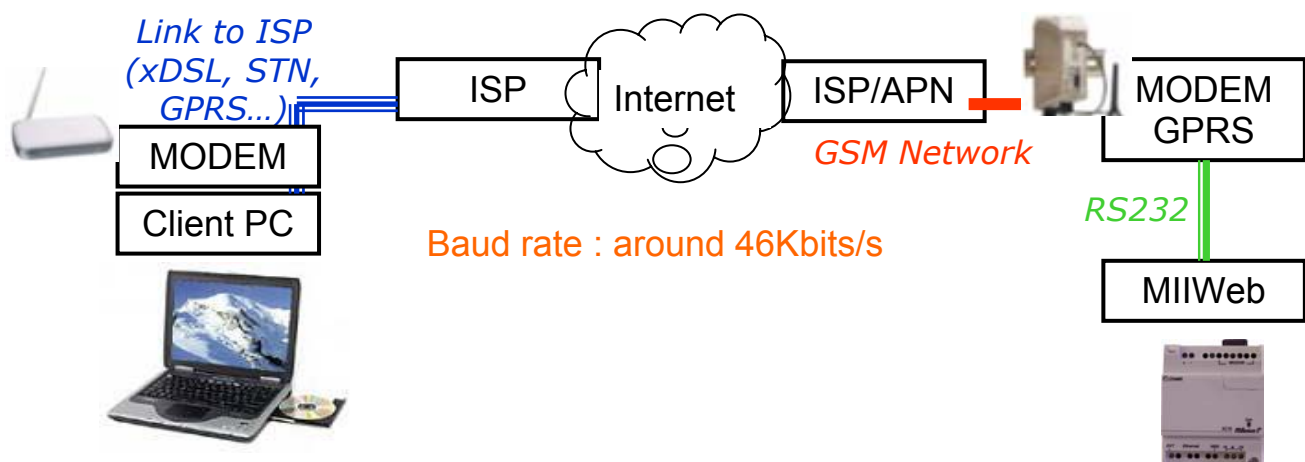 Link to ISP
(xDSL, STN,
GPRS…)
MODEM
Client PC
ISP
Internet
ISP/APN
GSM Network
MODEM
GPRS
RS232
MIIWeb
Baud rate : around 46Kbits/s